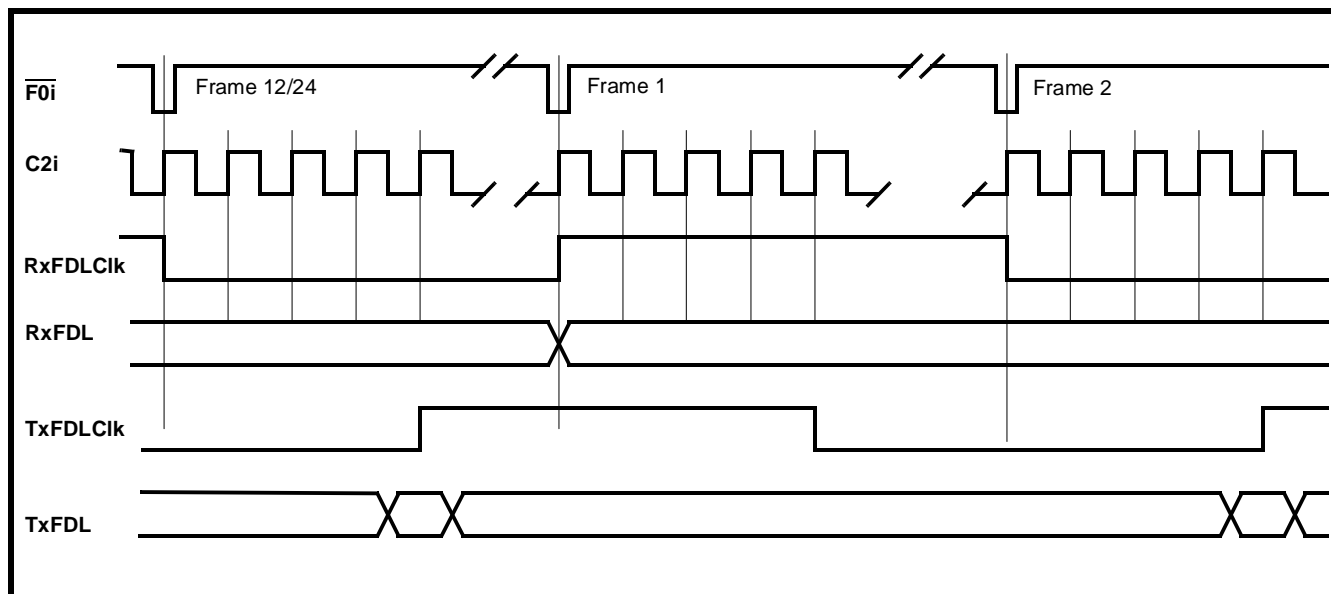 F0i
Frame 12/24
Frame 1
Frame 2
C2i
RxFDLClk
RxFDL
TxFDLClk
TxFDL